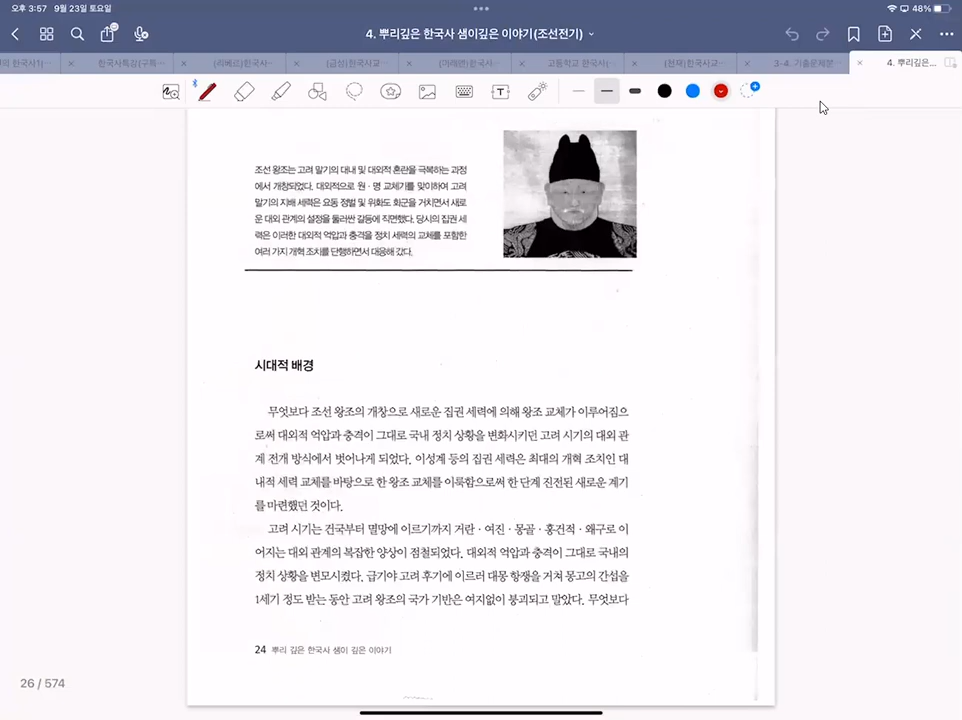 오후 3:57 9월 23일 토요일
48%
4. 뿌리깊은 한국사 샘이깊은 이야기(조선전기)
4. 뿌리깊은...
조선 왕조는 고려 말기의 대내 및 대외적 혼란을 극복하는 과정
에서 개창되었다. 대외적으로 원 · 명 교체기를 맞이하여 고려
말기의 지배 세력은 요동 정벌 및 위화도 회군을 거치면서 새로
운 대외 관계의 설정을 둘러싼 갈등에 직면했다. 당시의 집권 세
력은 이러한 대외적 억압과 충격을 정치 세력의 교체를 포함한
여러 가지 개혁 조치를 단행하면서 대응해 갔다.
시대적 배경
무엇보다 조선 왕조의 개창으로 새로운 집권 세력에 의해 왕조 교체가 이루어짐으
로써 대외적 억압과 충격이 그대로 국내 정치 상황을 변화시키던 고려 시기의 대외 관
계 전개 방식에서 벗어나게 되었다. 이성계 등의 집권 세력은 최대의 개혁 조치인 대
내적 세력 교체를 바탕으로 한 왕조 교체를 이룩함으로써 한 단계 진전된 새로운 계기
를 마련했던 것이다.
고려 시기는 건국부터 멸망에 이르기까지 거란 · 여진 · 몽골 · 홍건적 · 왜구로 이
어지는 대외 관계의 복잡한 양상이 점철되었다. 대외적 억압과 충격이 그대로 국내의
정치 상황을 변모시켰다. 급기야 고려 후기에 이르러 대몽 항쟁을 거쳐 몽고의 간섭을
1세기 정도 받는 동안 고려 왕조의 국가 기반은 여지없이 붕괴되고 말았다. 무엇보다
24 뿌리 깊은 한국사 샘이 깊은 이야기
26 / 574